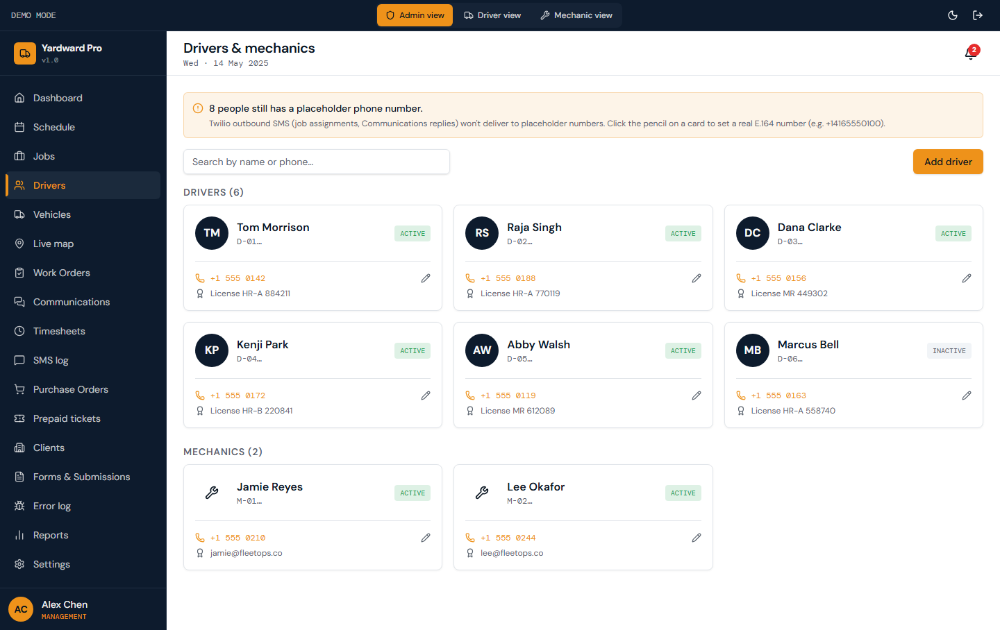 DEMO MODE
Admin view
Driver view
Mechanic view
Yardward Pro
v1.0
Dashboard
Schedule
Jobs
Drivers
Vehicles
Live map
Work Orders
Communications
Timesheets
SMS log
Purchase Orders
Prepaid tickets
Clients
Forms & Submissions
Error log
Reports
Settings
AC
Alex Chen
MANAGEMENT
Drivers & mechanics
Wed · 14 May 2025
2
8 people still has a placeholder phone number.
Twilio outbound SMS (job assignments, Communications replies) won't deliver to placeholder numbers. Click the pencil on a card to set a real E.164 number (e.g. +14165550100).
Search by name or phone…
Add driver
DRIVERS (6)
TM
Tom Morrison
D-01…
ACTIVE
+1 555 0142
License HR-A 884211
RS
Raja Singh
D-02…
ACTIVE
+1 555 0188
License HR-A 770119
DC
Dana Clarke
D-03…
ACTIVE
+1 555 0156
License MR 449302
KP
Kenji Park
D-04…
ACTIVE
+1 555 0172
License HR-B 220841
AW
Abby Walsh
D-05…
ACTIVE
+1 555 0119
License MR 612089
MB
Marcus Bell
D-06…
INACTIVE
+1 555 0163
License HR-A 558740
MECHANICS (2)
Jamie Reyes
M-01…
ACTIVE
+1 555 0210
jamie@fleetops.co
Lee Okafor
M-02…
ACTIVE
+1 555 0244
lee@fleetops.co